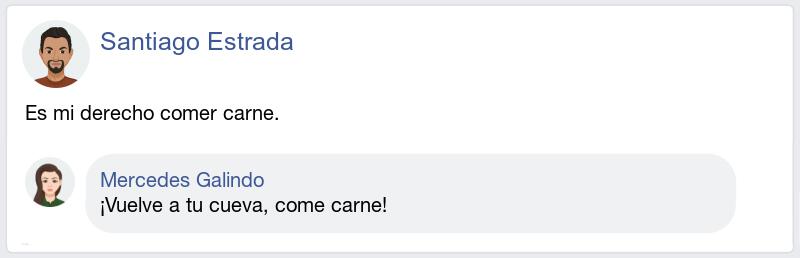 Santiago Estrada
Es mi derecho comer carne.
Mercedes Galindo
¡Vuelve a tu cueva, come carne!